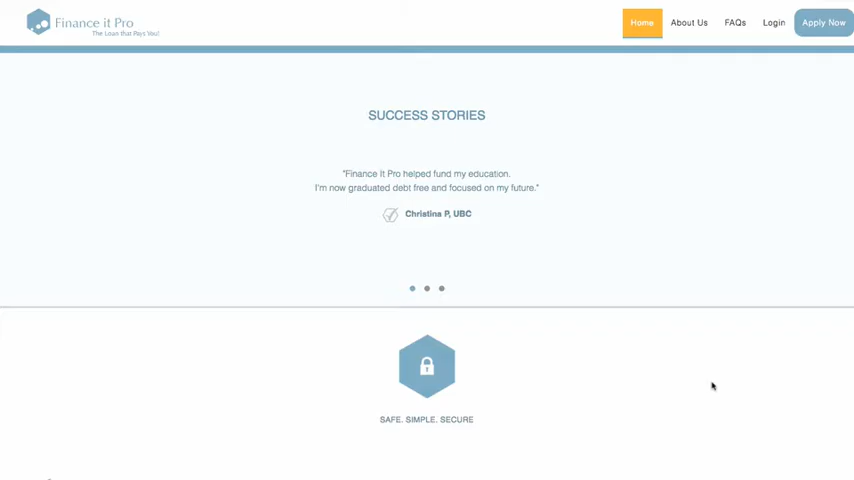 Finance it Pro
The Loan that Pays You!
Home About Us FAQs Login Apply Now
SUCCESS STORIES
"Finance It Pro helped fund my education.
I'm now graduated debt free and focused on my future."
Christina P, UBC
SAFE. SIMPLE. SECURE